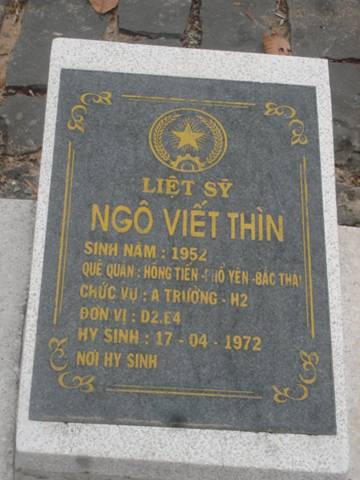 LIỆT SỸ
NGÔ VIẾT THÌN
SINH NĂM : 1952
QUÊ QUÁN : HỒNG TIẾN - PHỔ YÊN - BẮC THÁI
CHỨC VỤ : A TRƯỞNG - H2
ĐƠN VỊ : D2.E4
HY SINH : 17 - 04 - 1972
NƠI HY SINH